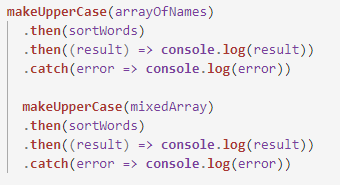 makeUpperCase(arrayOfNames)
.then(sortWords)
.then((result) => console.log(result))
.catch(error => console.log(error))
makeUpperCase(mixedArray)
.then(sortWords)
.then((result) => console.log(result))
.catch(error => console.log(error))